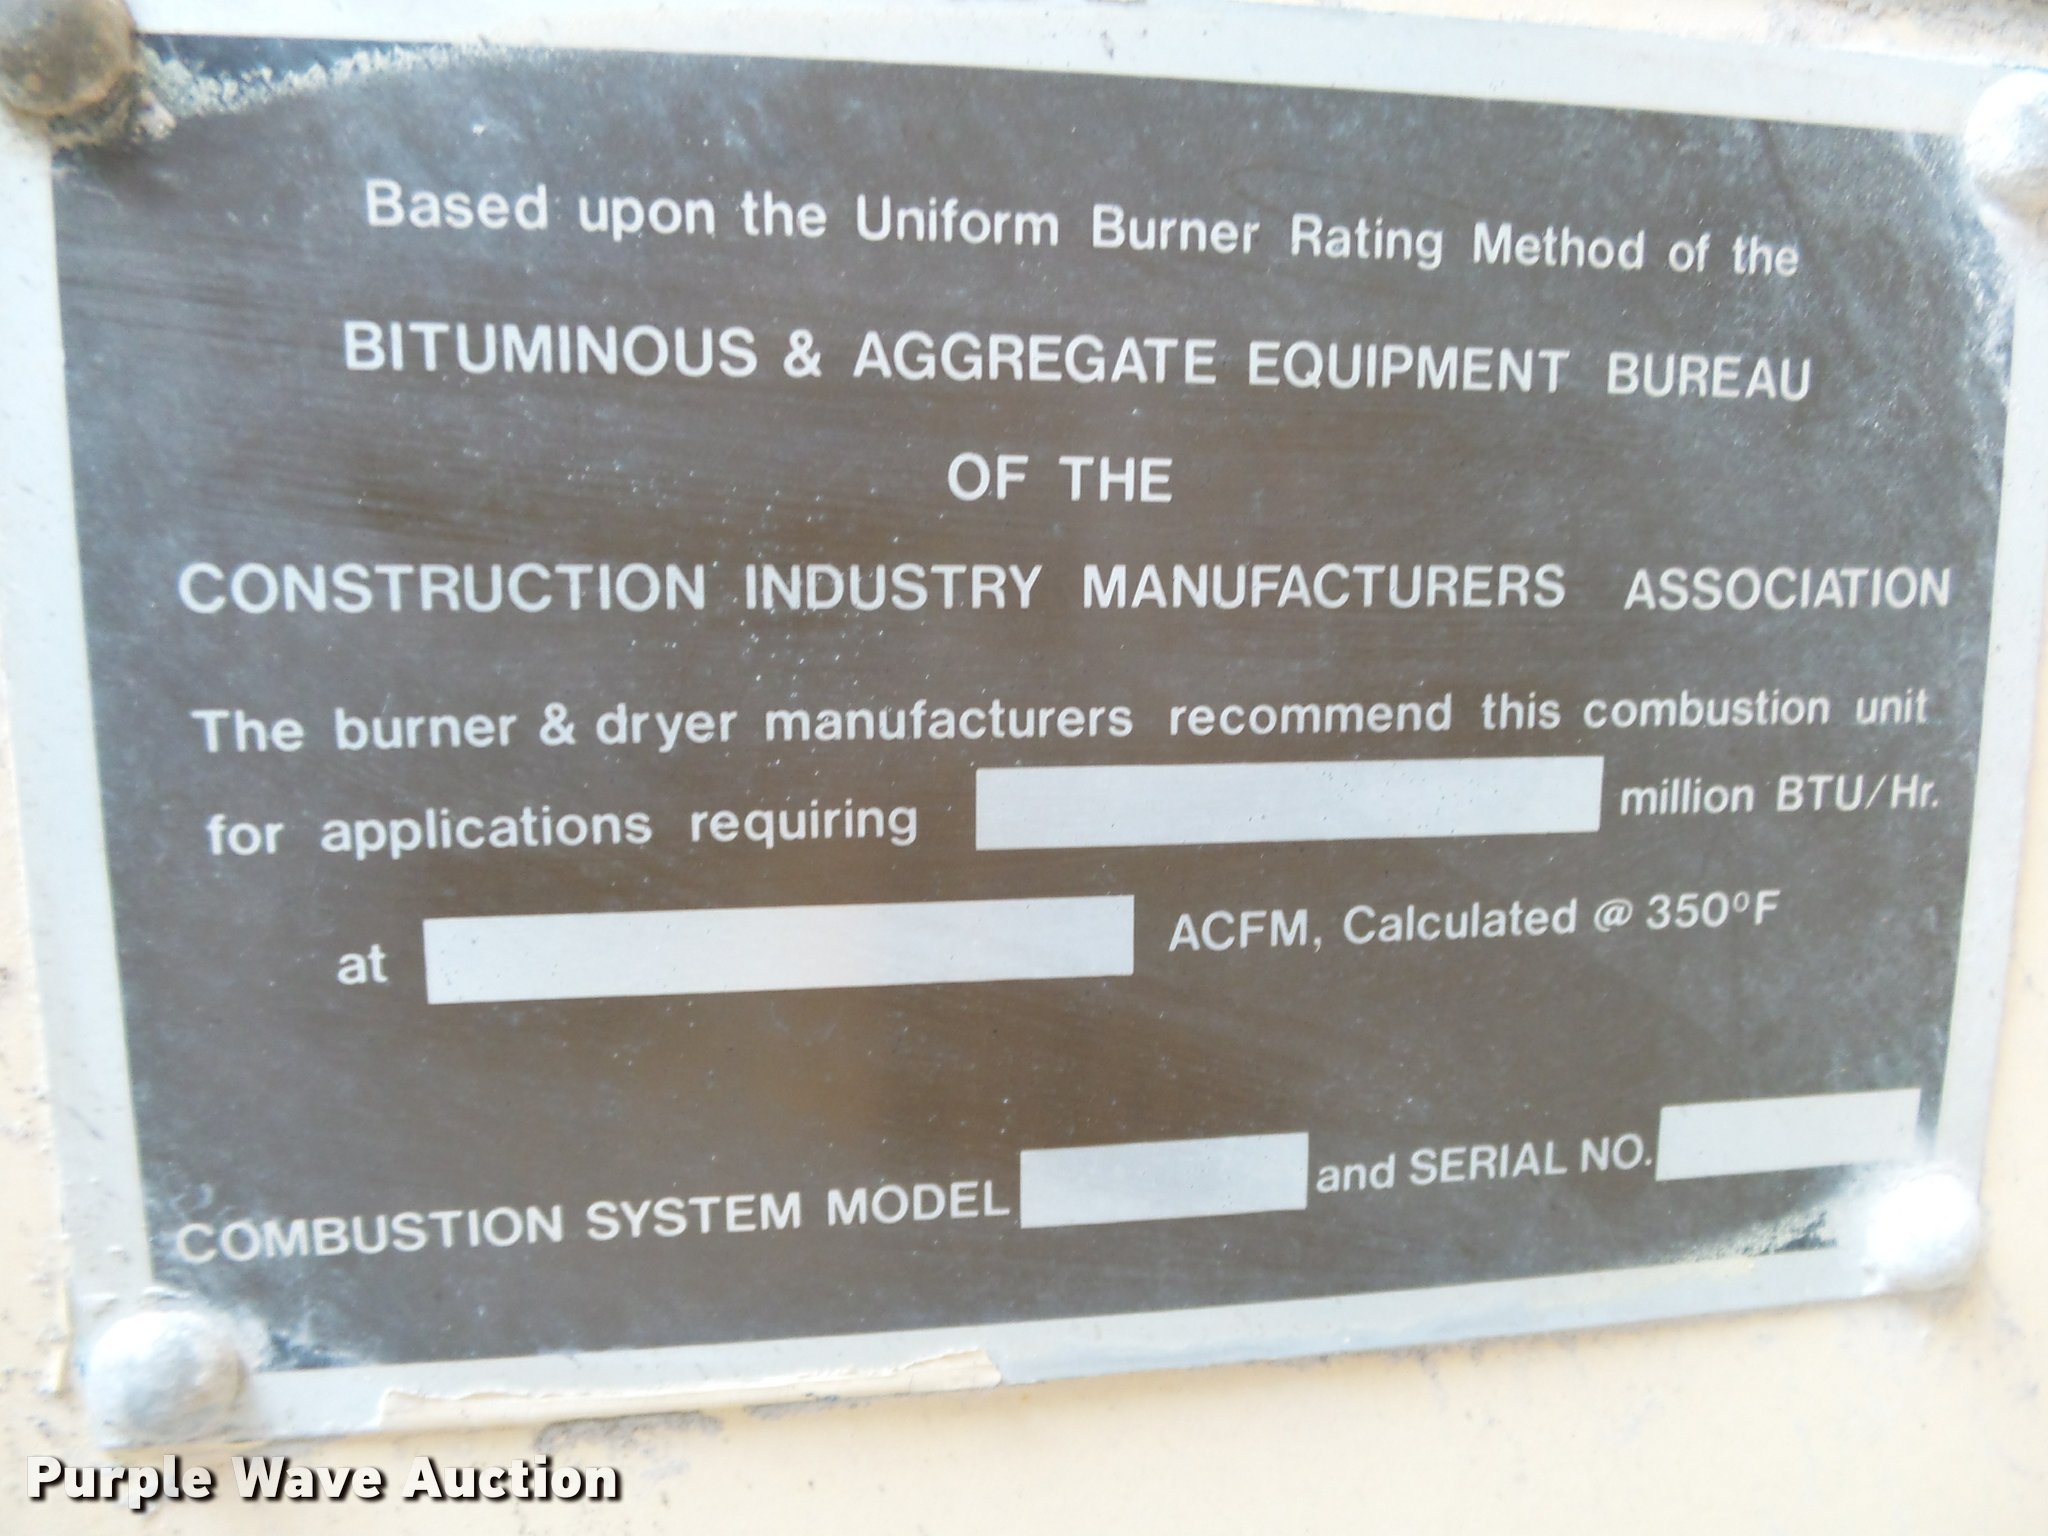 Based upon the Uniform Burner Rating Method of the
BITUMINOUS & AGGREGATE EQUIPMENT BUREAU
OF THE
CONSTRUCTION INDUSTRY MANUFACTURERS ASSOCIATION
The burner & dryer manufacturers recommend this combustion unit
for applications requiring million BTU/Hr.
at ACFM, Calculated @ 350°F
COMBUSTION SYSTEM MODEL and SERIAL NO.
Purple Wave Auction